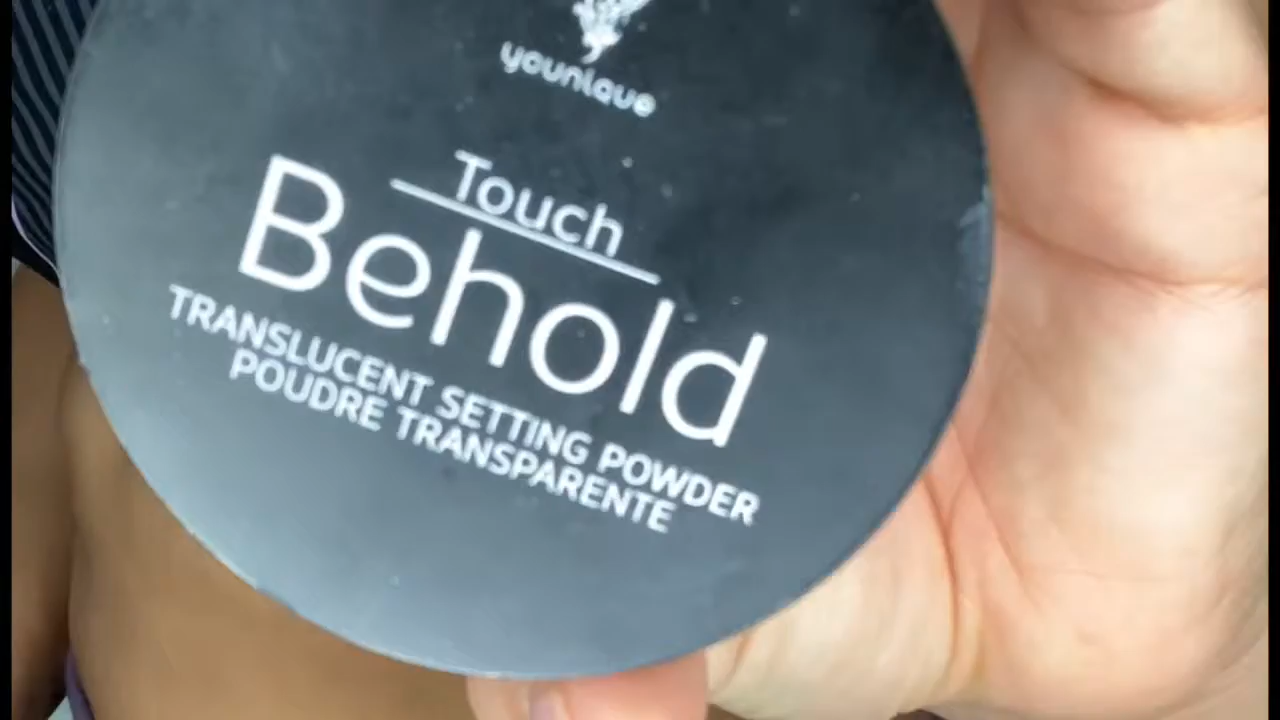 younique
Touch
Behold
TRANSLUCENT SETTING POWDER
POUDRE TRANSPARENTE